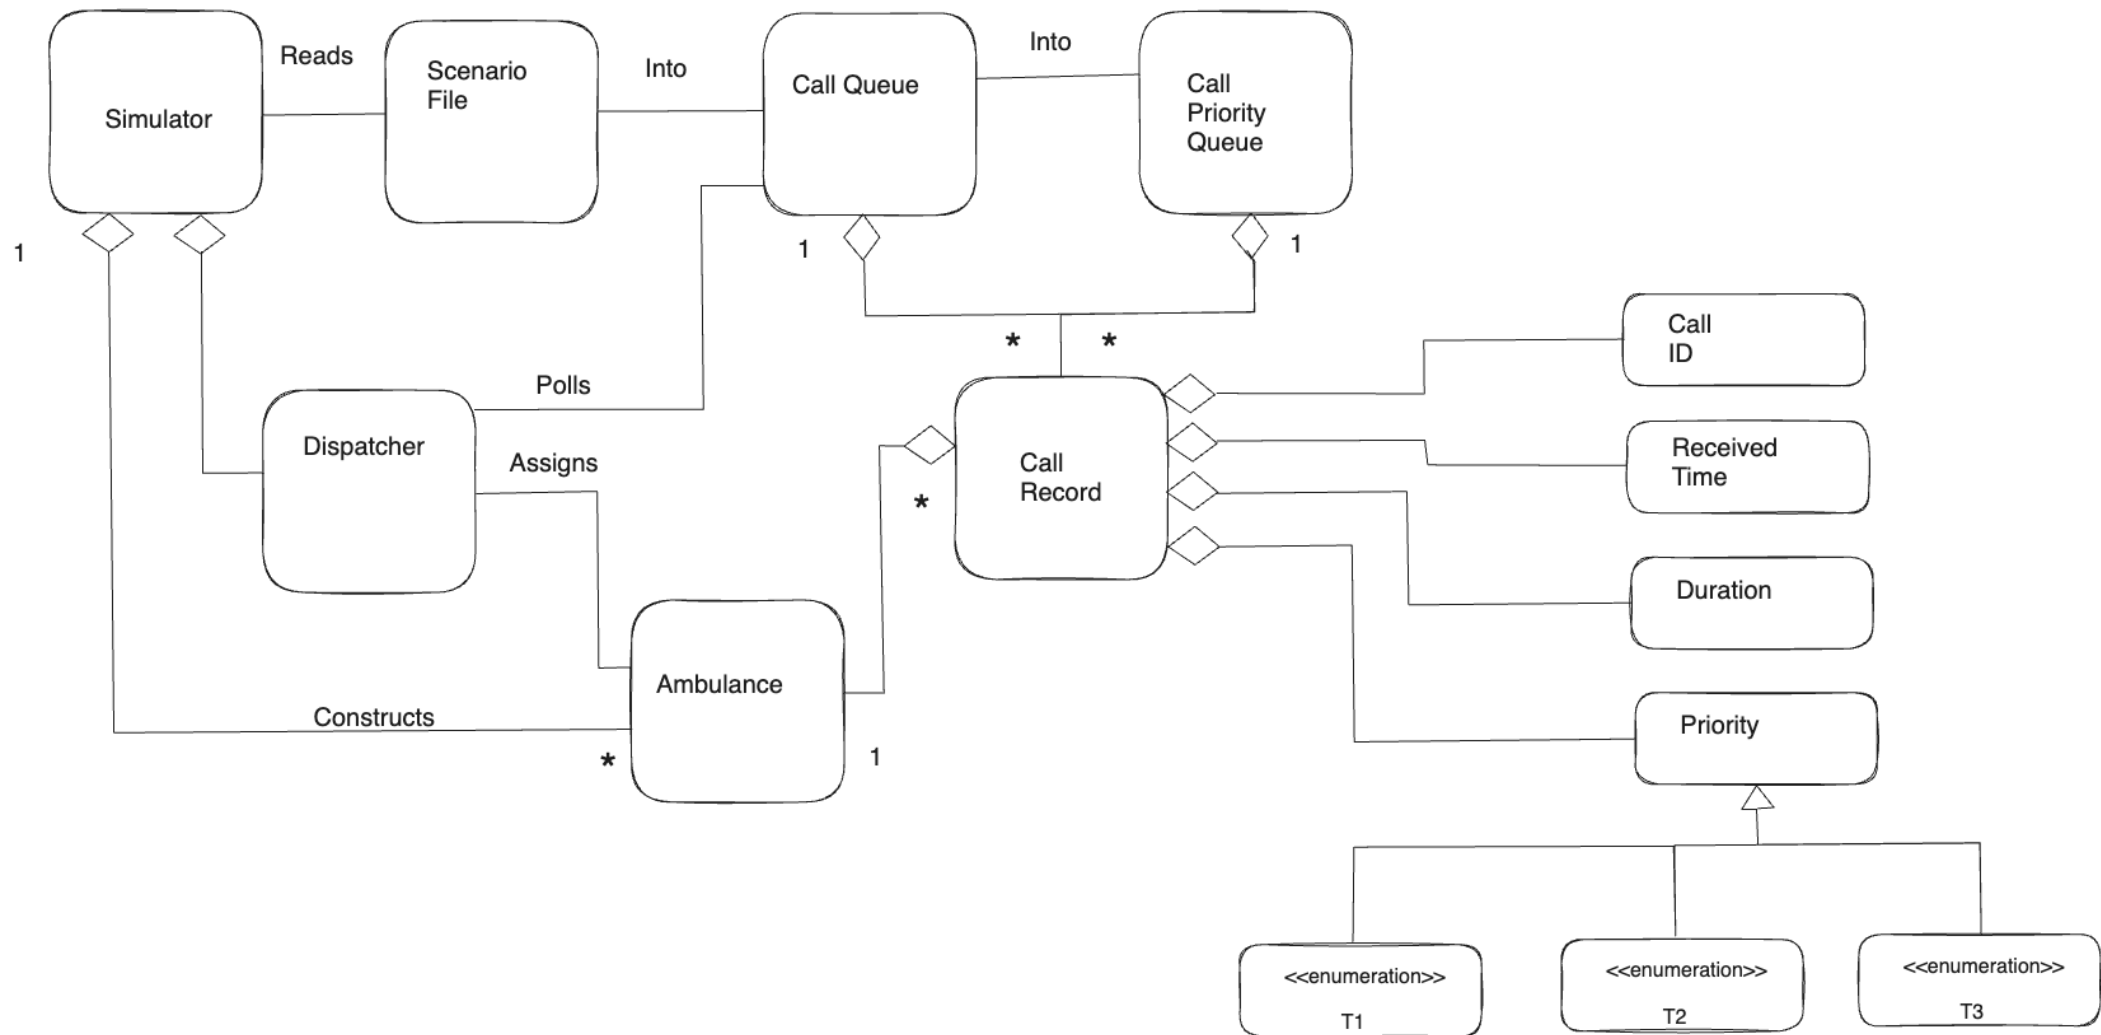 Reads
Into
Into
Simulator
Scenario
File
Call Queue
Call
Priority
Queue
1
1
1
*
*
Call
ID
Polls
Dispatcher
Assigns
*
Call
Record
Received
Time
Duration
Constructs
*
Ambulance
1
Priority
<<enumeration>>
T1
<<enumeration>>
T2
<<enumeration>>
T3